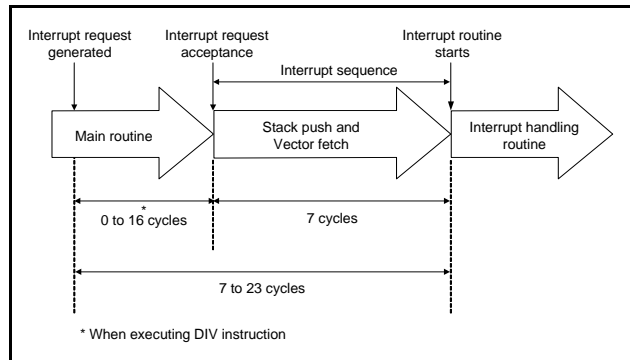 Interrupt request
generated
Interrupt request
acceptance
Interrupt routine
starts
Interrupt sequence
Main routine
Stack push and
Vector fetch
Interrupt handling
routine
*
0 to 16 cycles
7 cycles
7 to 23 cycles
* When executing DIV instruction